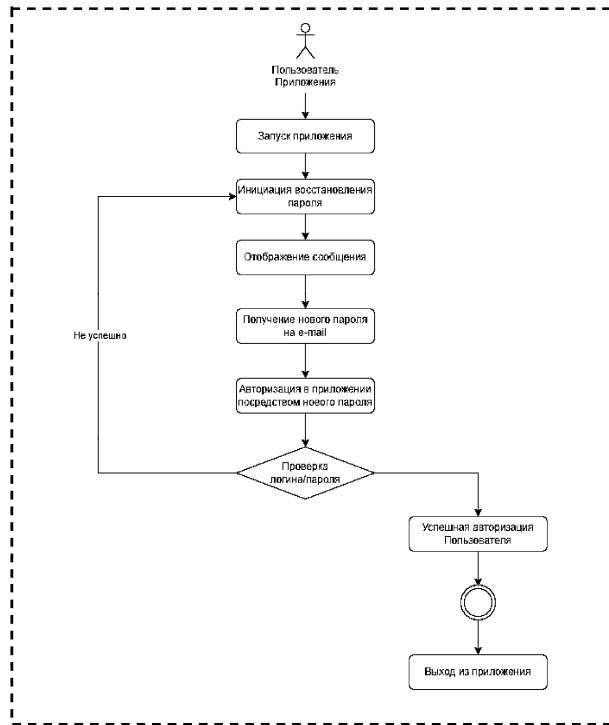 Пользователь
Приложения
Запуск приложения
Инициация восстановления
пароля
Отображение сообщения
Получение нового пароля
на e-mail
Не успешно
Авторизация в приложении
посредством нового пароля
Проверка
логина/пароля
Успешная авторизация
Пользователя
Выход из приложения